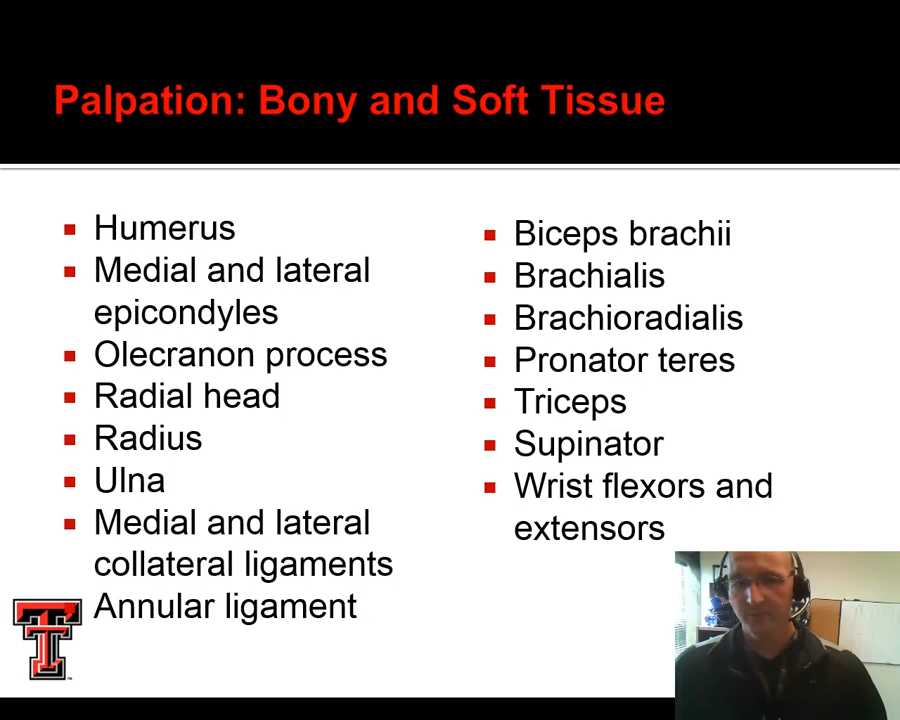 Palpation: Bony and Soft Tissue
Humerus
Medial and lateral
epicondyles
Olecranon process
Radial head
Radius
Ulna
Medial and lateral
collateral ligaments
Annular ligament
Biceps brachii
Brachialis
Brachioradialis
Pronator teres
Triceps
Supinator
Wrist flexors and
extensors